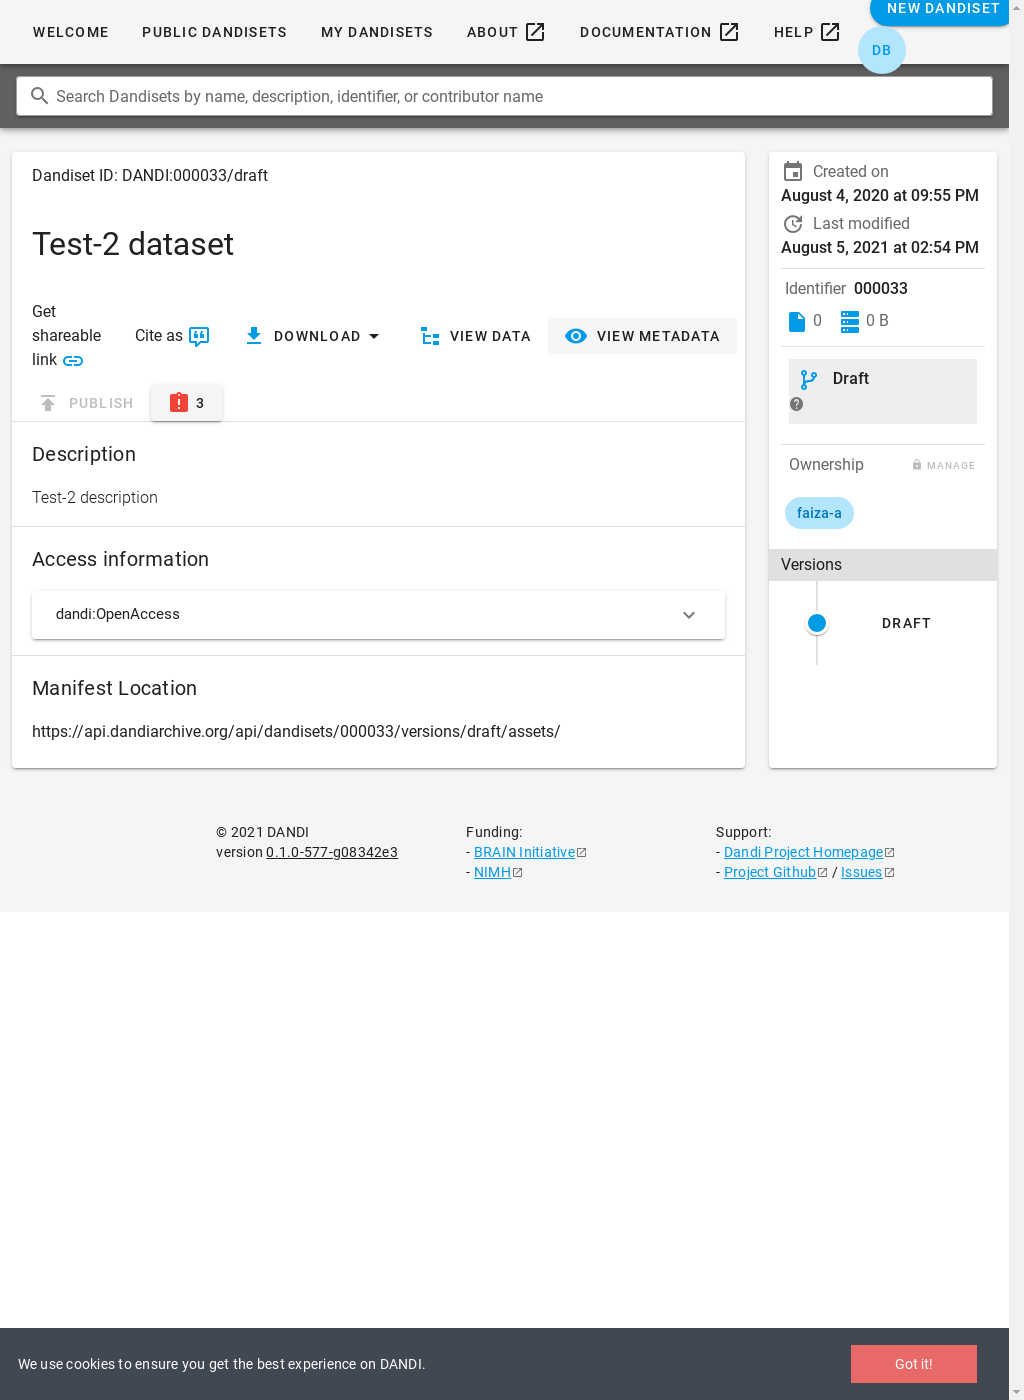 NEW DANDISET
WELCOME PUBLIC DANDISETS MY DANDISETS ABOUT DOCUMENTATION HELP
DB
Search Dandisets by name, description, identifier, or contributor name
Dandiset ID: DANDI:000033/draft
Test-2 dataset
Get shareable link
Cite as
DOWNLOAD
VIEW DATA
VIEW METADATA
PUBLISH
3
Description
Test-2 description
Access information
dandi:OpenAccess
Manifest Location
https://api.dandiarchive.org/api/dandisets/000033/versions/draft/assets/
Created on
August 4, 2020 at 09:55 PM
Last modified
August 5, 2021 at 02:54 PM
Identifier 000033
0 0 B
Draft
Ownership MANAGE
faiza-a
Versions
DRAFT
© 2021 DANDI
version 0.1.0-577-g08342e3
Funding:
- BRAIN Initiative
- NIMH
Support:
- Dandi Project Homepage
- Project Github / Issues
We use cookies to ensure you get the best experience on DANDI.
Got it!